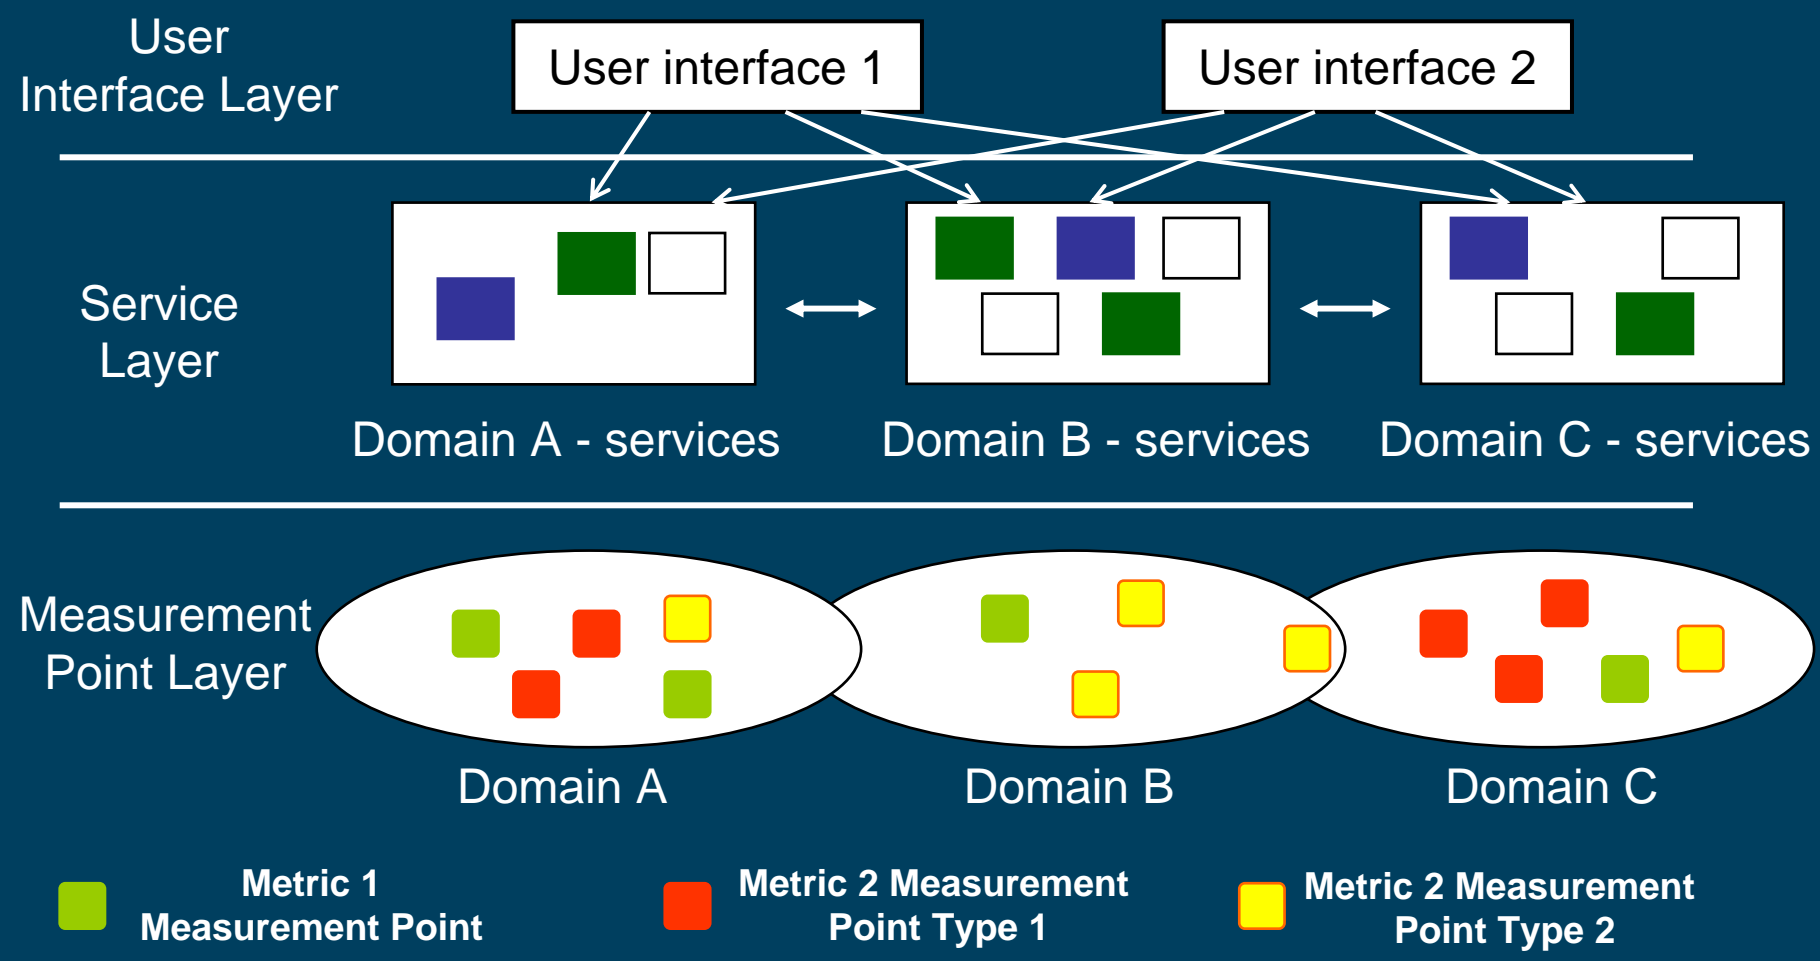 User
Interface Layer
User interface 1
User interface 2
Service
Layer
Domain A - services
Domain B - services
Domain C - services
Measurement
Point Layer
Domain A
Domain B
Domain C
Metric 1
Measurement Point
Metric 2 Measurement
Point Type 1
Metric 2 Measurement
Point Type 2